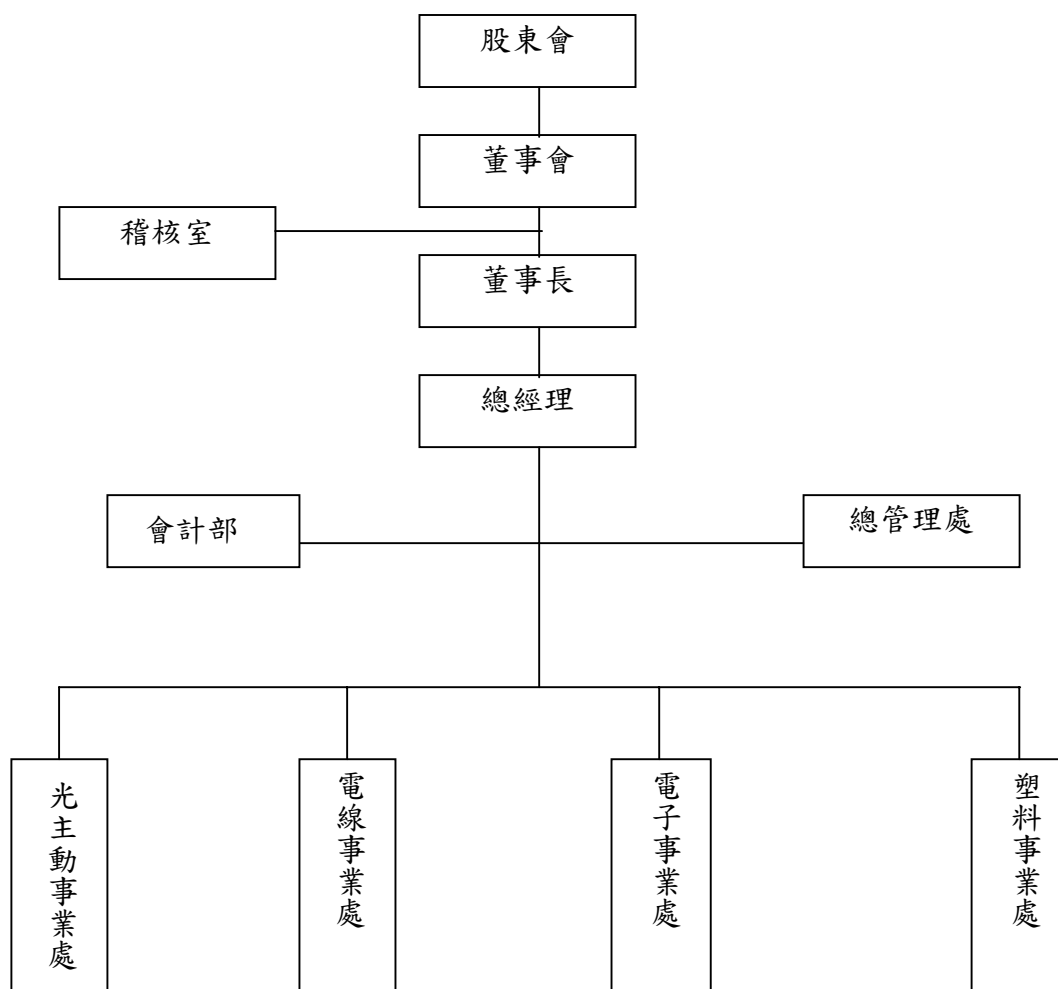 股東會
董事會
稽核室
董事長
總經理
會計部
總管理處
光主動事業處
電線事業處
電子事業處
塑料事業處